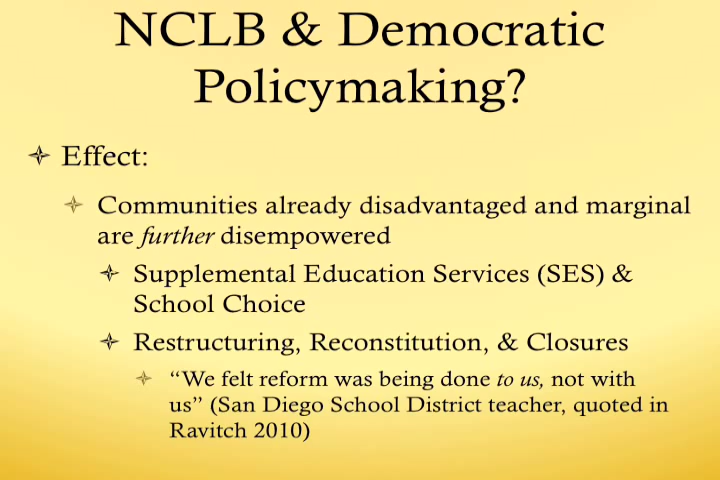 NCLB & Democratic
Policymaking?
Effect:
Communities already disadvantaged and marginal
are further disempowered
Supplemental Education Services (SES) &
School Choice
Restructuring, Reconstitution, & Closures
“We felt reform was being done to us, not with
us” (San Diego School District teacher, quoted in
Ravitch 2010)